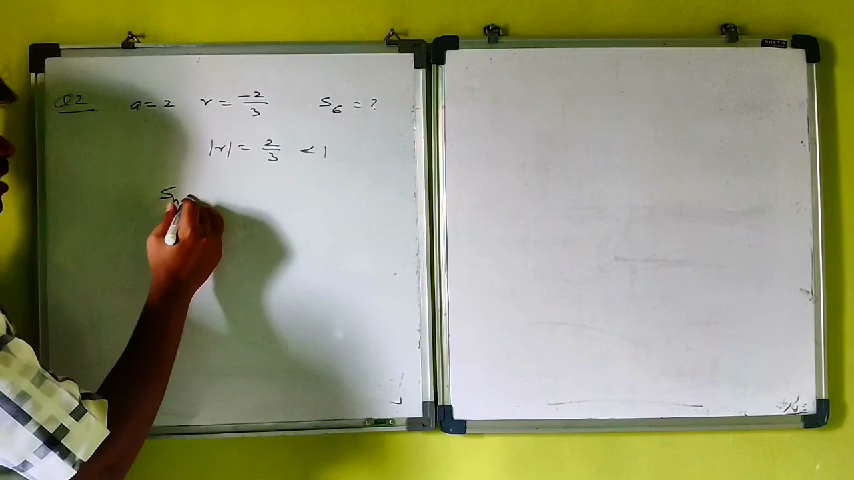 Q2 a = 2 r = -2/3 S6 = ?
|r| = 2/3 < 1
S